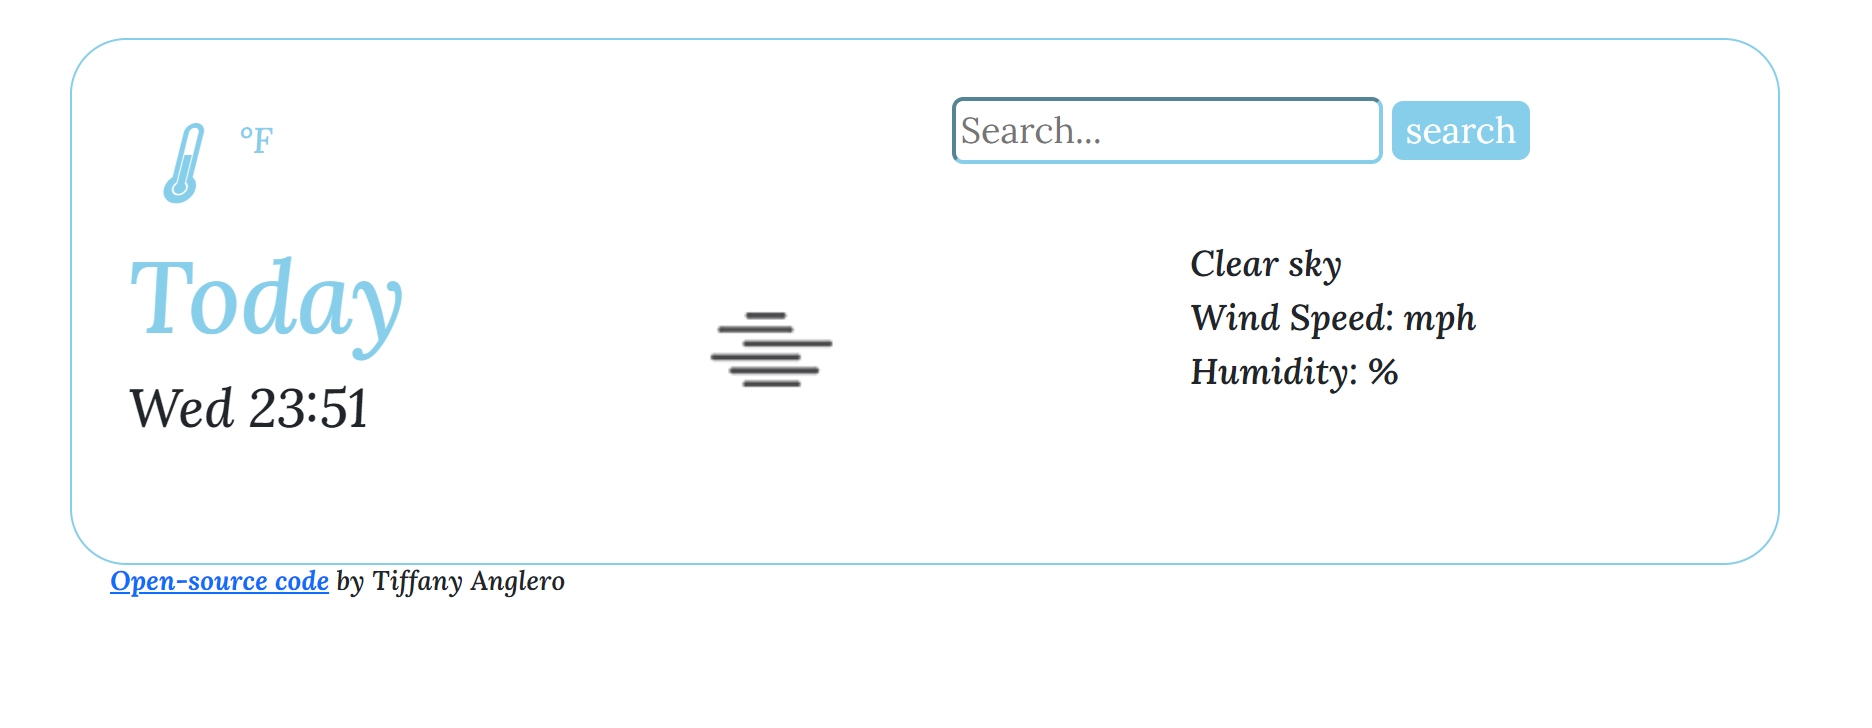 °F
Search...
search
Today
Wed 23:51
Clear sky
Wind Speed: mph
Humidity: %
Open-source code by Tiffany Anglero